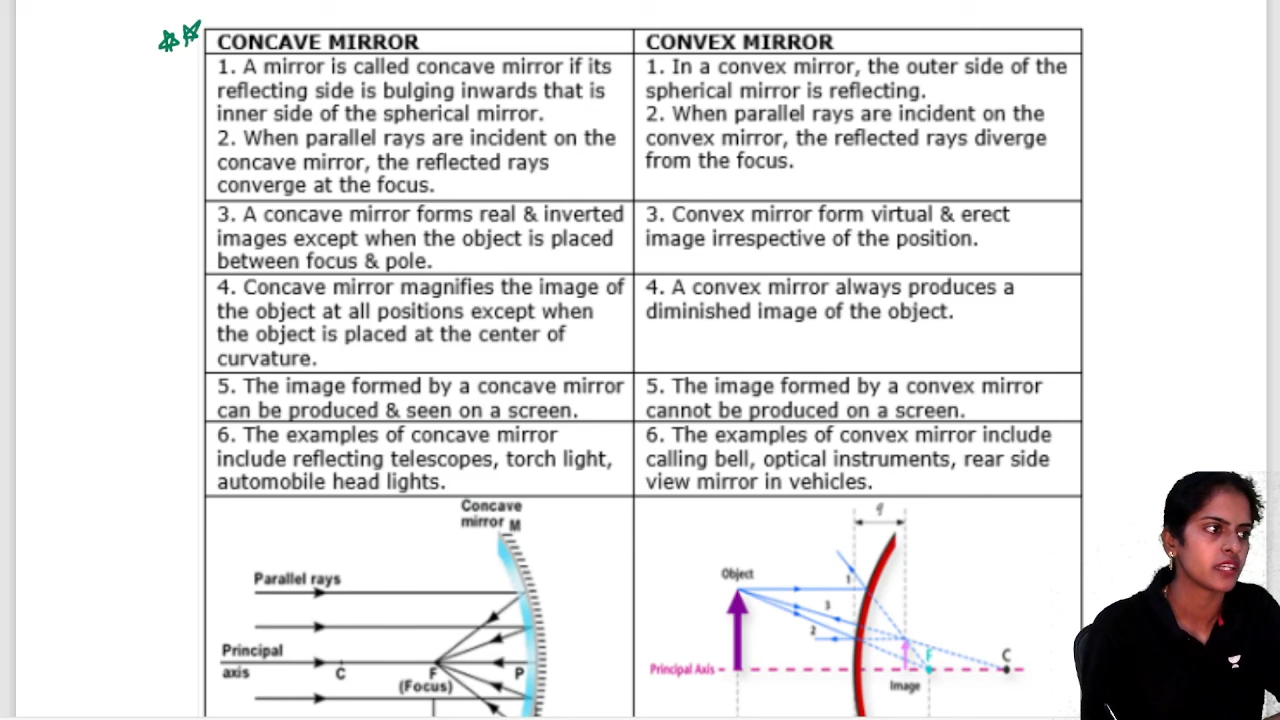 CONCAVE MIRROR
CONVEX MIRROR
1. A mirror is called concave mirror if its
reflecting side is bulging inwards that is
inner side of the spherical mirror.
2. When parallel rays are incident on the
concave mirror, the reflected rays
converge at the focus.
1. In a convex mirror, the outer side of the
spherical mirror is reflecting.
2. When parallel rays are incident on the
convex mirror, the reflected rays diverge
from the focus.
3. A concave mirror forms real & inverted
images except when the object is placed
between focus & pole.
3. Convex mirror form virtual & erect
image irrespective of the position.
4. Concave mirror magnifies the image of
the object at all positions except when
the object is placed at the center of
curvature.
4. A convex mirror always produces a
diminished image of the object.
5. The image formed by a concave mirror
can be produced & seen on a screen.
5. The image formed by a convex mirror
cannot be produced on a screen.
6. The examples of concave mirror
include reflecting telescopes, torch light,
automobile head lights.
6. The examples of convex mirror include
calling bell, optical instruments, rear side
view mirror in vehicles.
Concave
mirror M
Parallel rays
Principal
axis
C
F
(Focus)
P
q
Object
1
3
2
F
C
Principal Axis
Image